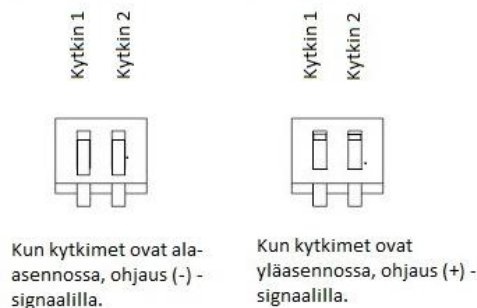 Kytkin 1
Kytkin 2
Kytkin 1
Kytkin 2
Kun kytkimet ovat ala-
asennossa, ohjaus (-) -
signaalilla.
Kun kytkimet ovat
yläasennossa, ohjaus (+) -
signaalilla.